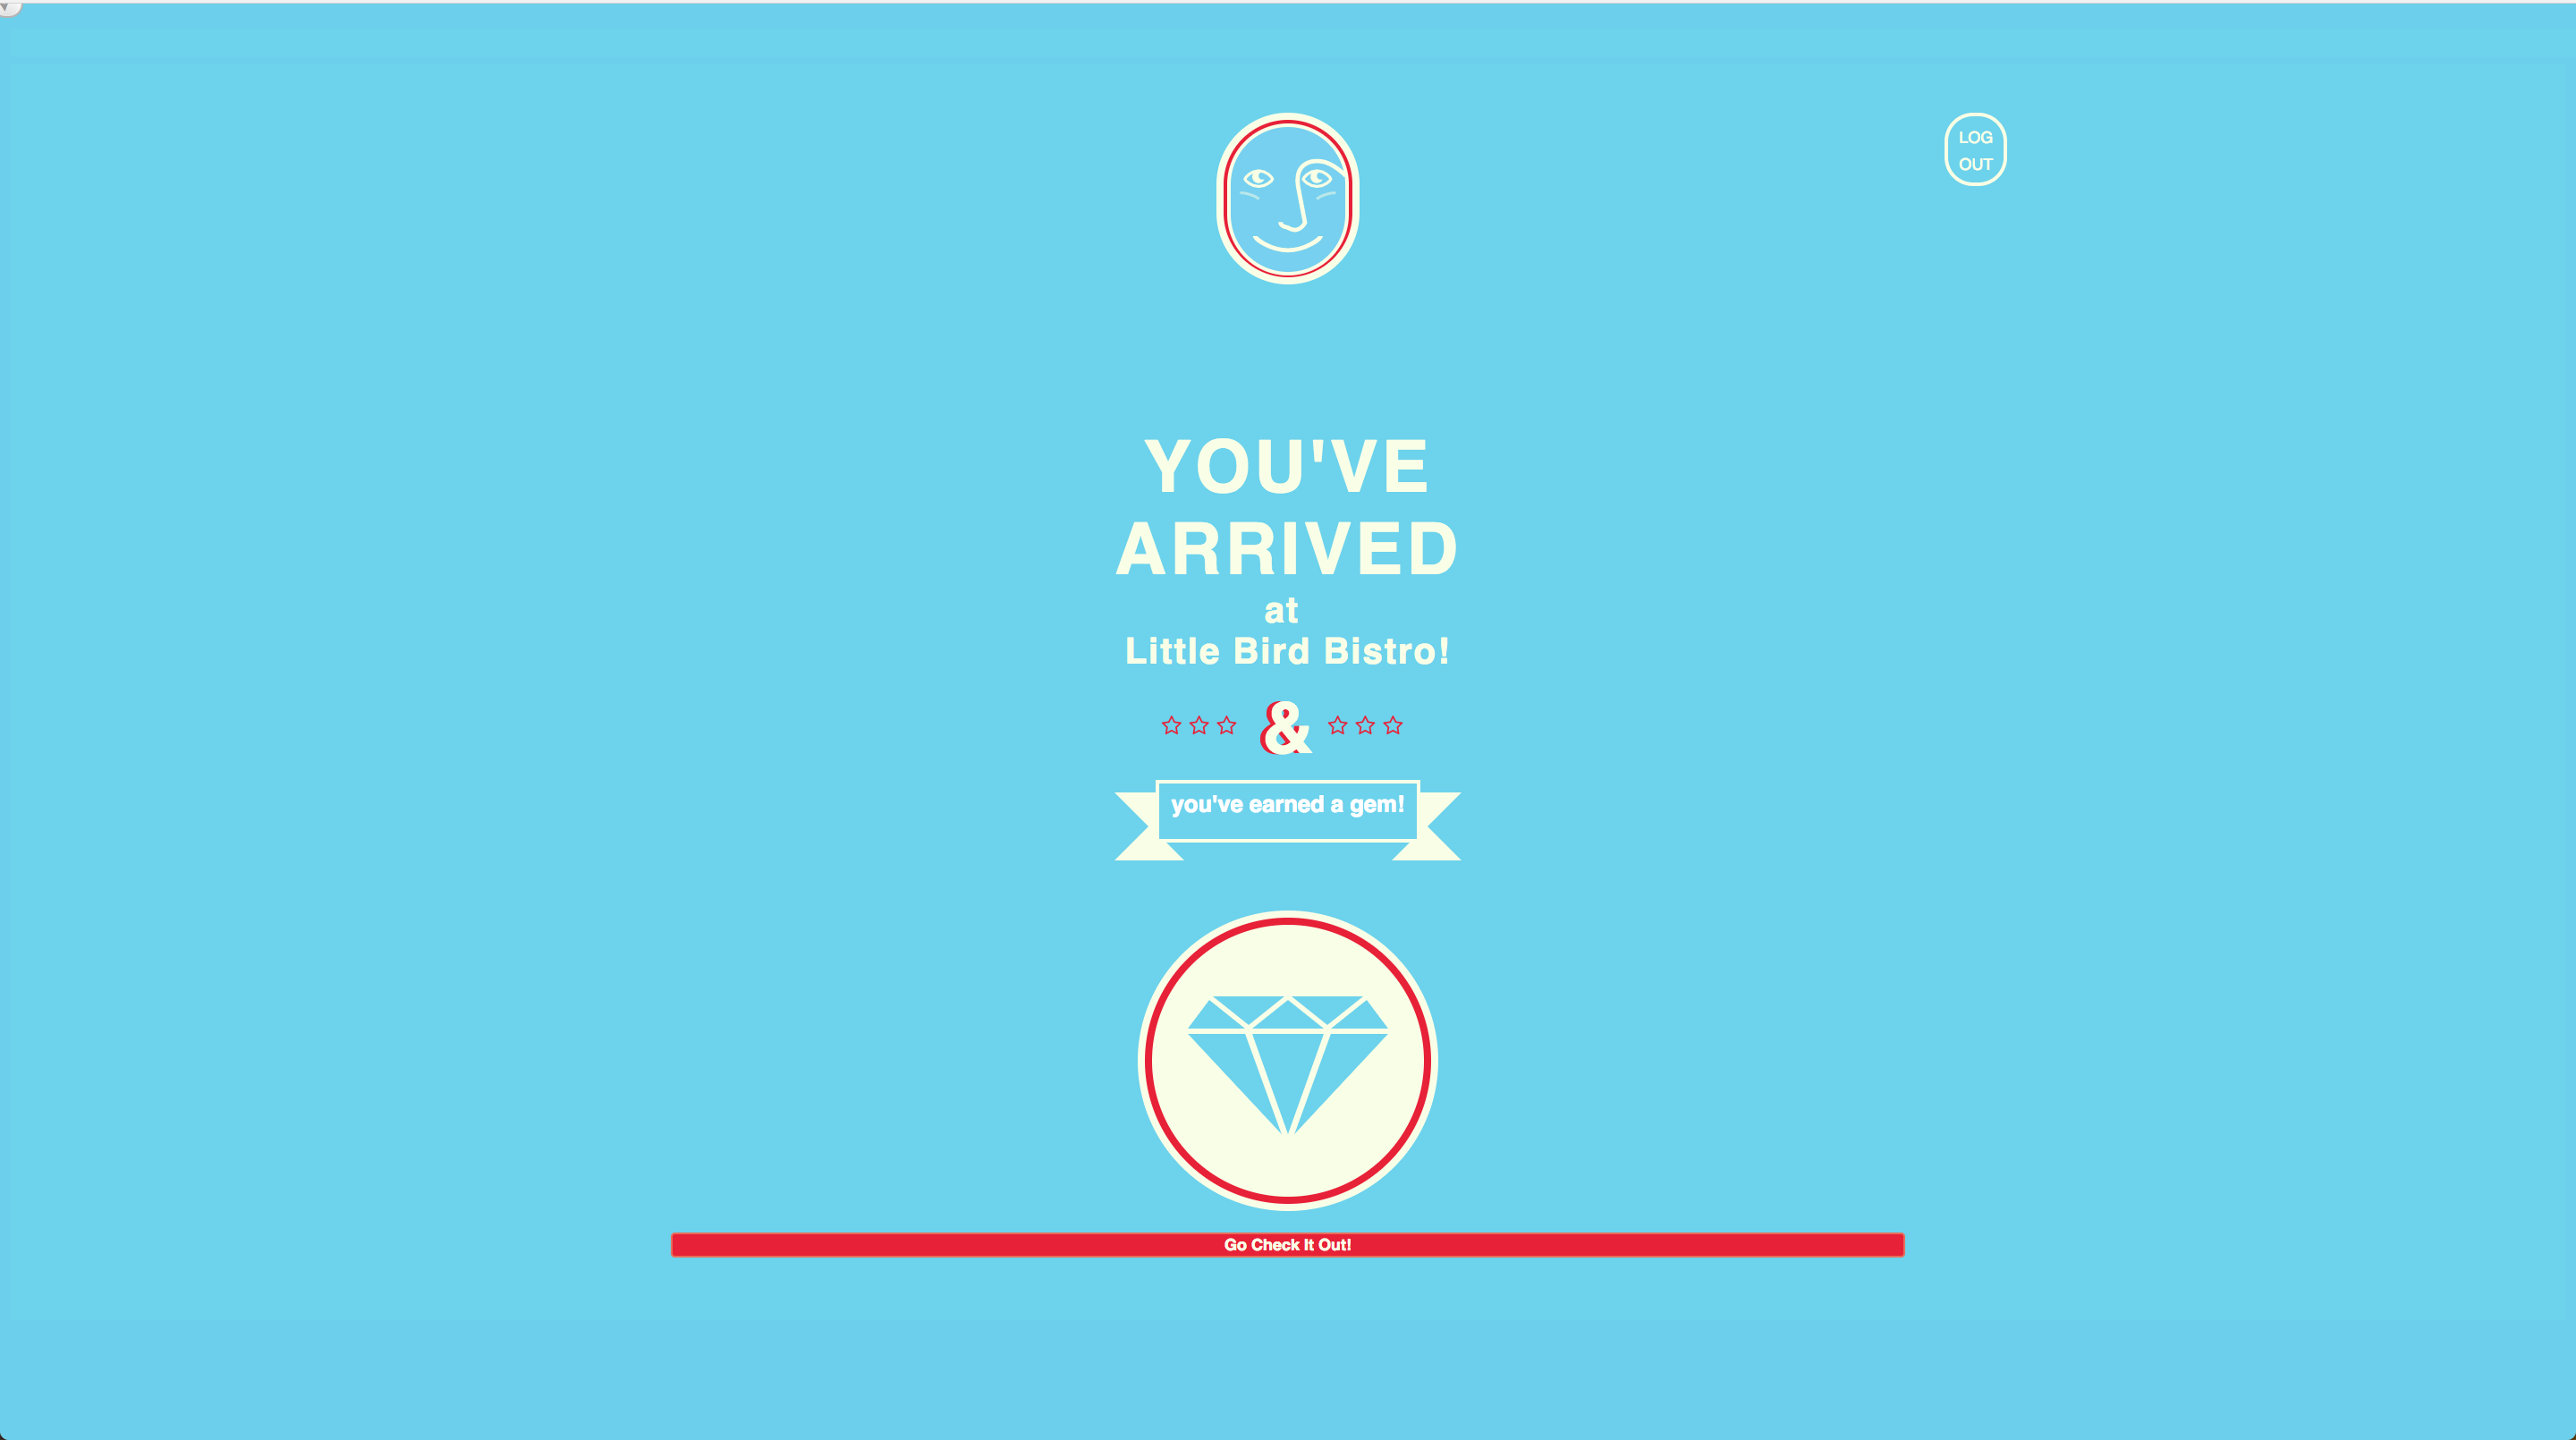 LOG
OUT
YOU'VE
ARRIVED
at
Little Bird Bistro!
&
you've earned a gem!
Go Check It Out!